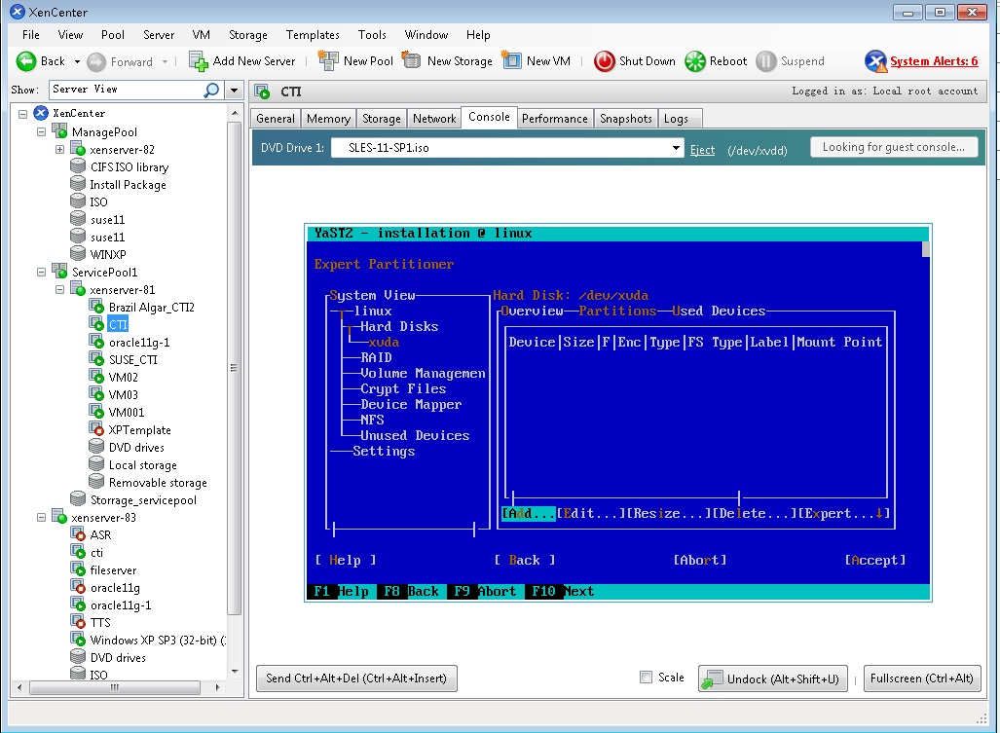 XenCenter
File View Pool Server VM Storage Templates Tools Window Help
Back Forward Add New Server New Pool New Storage New VM Shut Down Reboot Suspend System Alerts: 6
Show: Server View
CTI Logged in as: Local root account
XenCenter
ManagePool
xenserver-82
CIFS ISO library
Install Package
ISO
suse11
suse11
WINXP
ServicePool1
xenserver-81
Brazil Algar_CTI2
CTI
oracle11g-1
SUSE_CTI
VM02
VM03
VM001
XPTemplate
DVD drives
Local storage
Removable storage
Storrage_servicepool
xenserver-83
ASR
cti
fileserver
oracle11g
oracle11g-1
TTS
Windows XP SP3 (32-bit) (
DVD drives
ISO
General Memory Storage Network Console Performance Snapshots Logs
DVD Drive 1: SLES-11-SP1.iso Eject (/dev/xvdd) Looking for guest console...
YaST2 - installation @ linux
Expert Partitioner
System View
linux
Hard Disks
xvda
RAID
Volume Managemen
Crypt Files
Device Mapper
NFS
Unused Devices
Settings
Hard Disk: /dev/xvda
Overview Partitions Used Devices
Device|Size|F|Enc|Type|FS Type|Label|Mount Point
[Add...][Edit...][Resize...][Delete...][Expert...↓]
[ Help ] [ Back ] [Abort] [Accept]
F1 Help F8 Back F9 Abort F10 Next
Send Ctrl+Alt+Del (Ctrl+Alt+Insert) Scale Undock (Alt+Shift+U) Fullscreen (Ctrl+Alt)